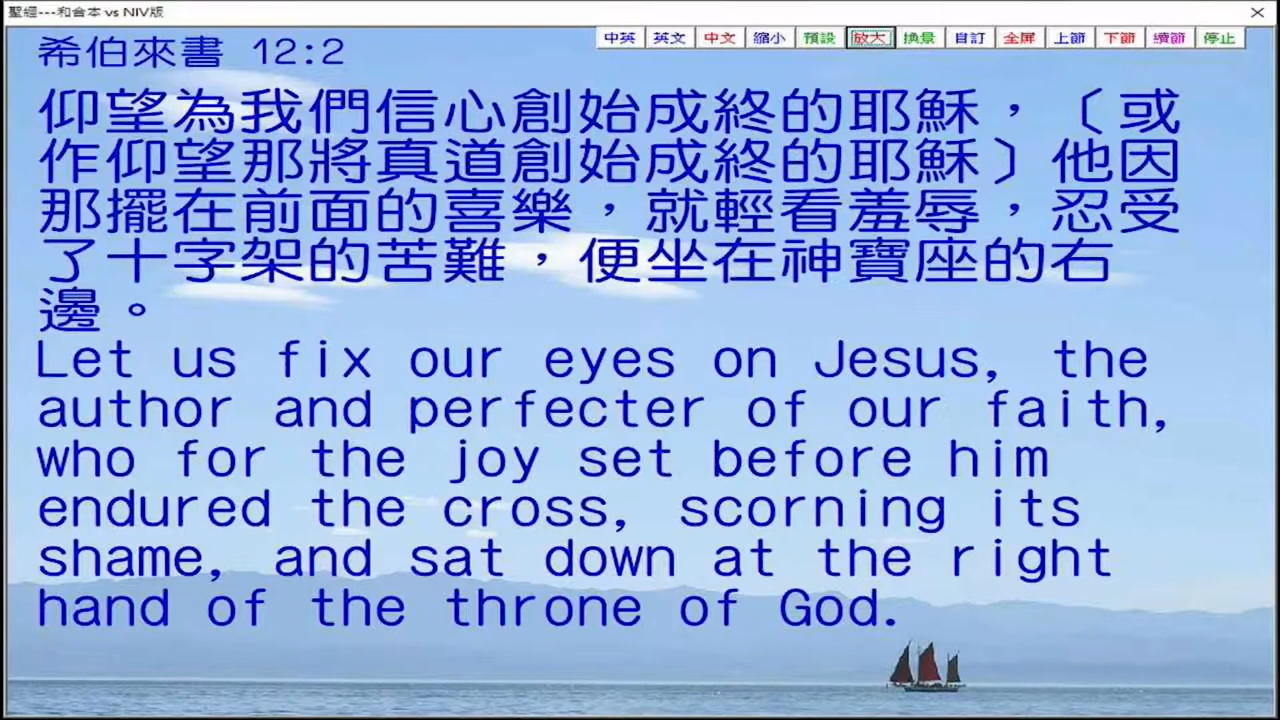 聖經---和合本 vs NIV版
中英 英文 中文 縮小 預設 放大 換景 自訂 全屏 上節 下節 續節 停止
希伯來書 12:2
仰望為我們信心創始成終的耶穌，〔或
作仰望那將真道創始成終的耶穌〕他因
那擺在前面的喜樂，就輕看羞辱，忍受
了十字架的苦難，便坐在神寶座的右
邊。
Let us fix our eyes on Jesus, the
author and perfecter of our faith,
who for the joy set before him
endured the cross, scorning its
shame, and sat down at the right
hand of the throne of God.